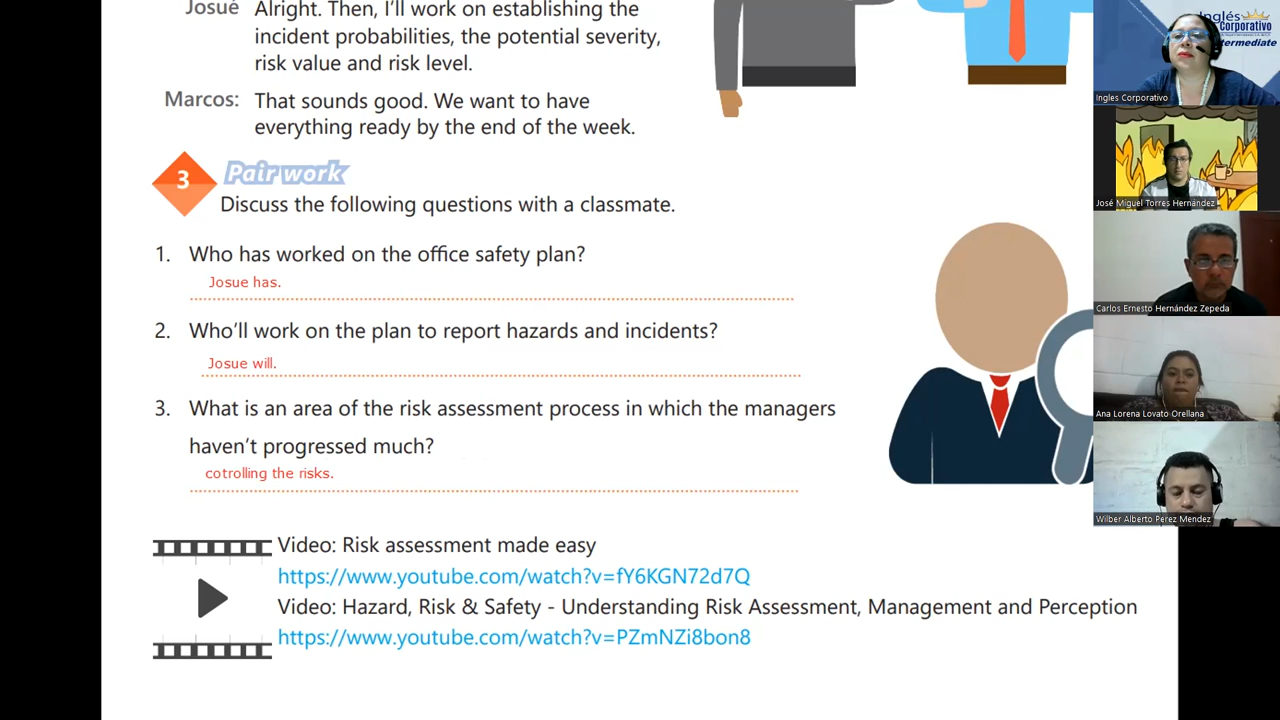 Josué Alright. Then, I'll work on establishing the
incident probabilities, the potential severity,
risk value and risk level.
Marcos: That sounds good. We want to have
everything ready by the end of the week.
3 Pair work
Discuss the following questions with a classmate.
1. Who has worked on the office safety plan?
Josue has.
2. Who'll work on the plan to report hazards and incidents?
Josue will.
3. What is an area of the risk assessment process in which the managers
haven't progressed much?
cotrolling the risks.
Video: Risk assessment made easy
https://www.youtube.com/watch?v=fY6KGN72d7Q
Video: Hazard, Risk & Safety - Understanding Risk Assessment, Management and Perception
https://www.youtube.com/watch?v=PZmNZi8bon8
Inglés
Corporativo
Ingles Corporativo
José Miguel Torres Hernández
Carlos Ernesto Hernández Zepeda
Ana Lorena Lovato Orellana
Wilber Alberto Perez Mendez